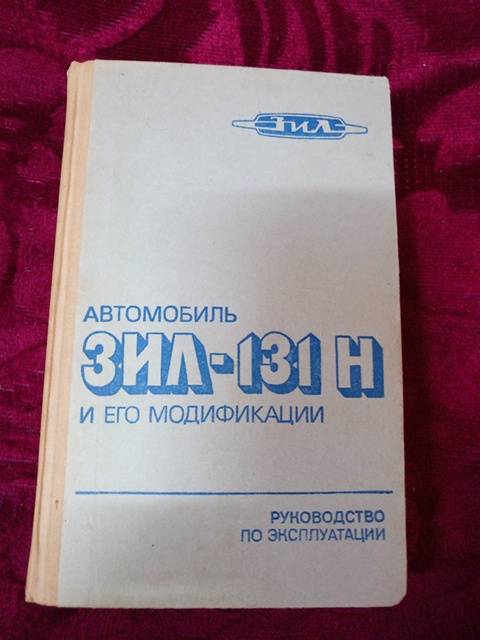 ЗИЛ
АВТОМОБИЛЬ
ЗИЛ-131 Н
И ЕГО МОДИФИКАЦИИ
РУКОВОДСТВО
ПО ЭКСПЛУАТАЦИИ